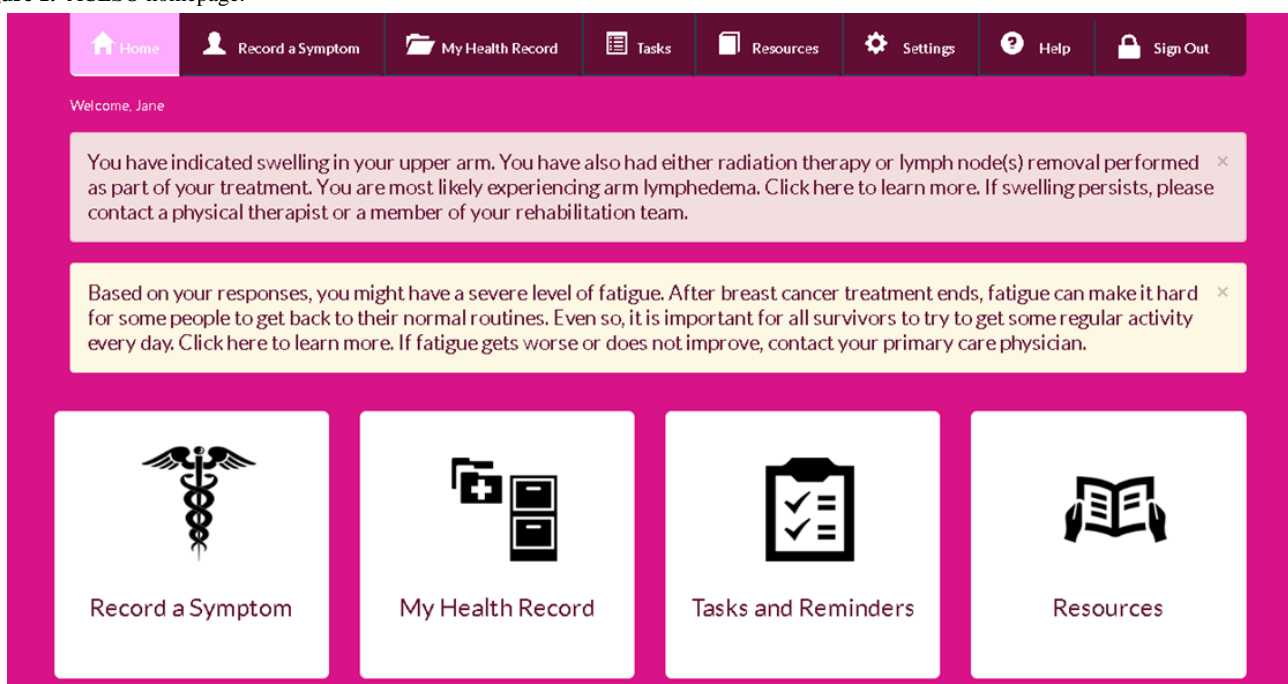 homepage.
Home
Record a Symptom
My Health Record
Tasks
Resources
Settings
Help
Sign Out
Welcome, Jane
You have indicated swelling in your upper arm. You have also had either radiation therapy or lymph node(s) removal performed ×
as part of your treatment. You are most likely experiencing arm lymphedema. Click here to learn more. If swelling persists, please
contact a physical therapist or a member of your rehabilitation team.
Based on your responses, you might have a severe level of fatigue. After breast cancer treatment ends, fatigue can make it hard ×
for some people to get back to their normal routines. Even so, it is important for all survivors to try to get some regular activity
every day. Click here to learn more. If fatigue gets worse or does not improve, contact your primary care physician.
Record a Symptom
My Health Record
Tasks and Reminders
Resources